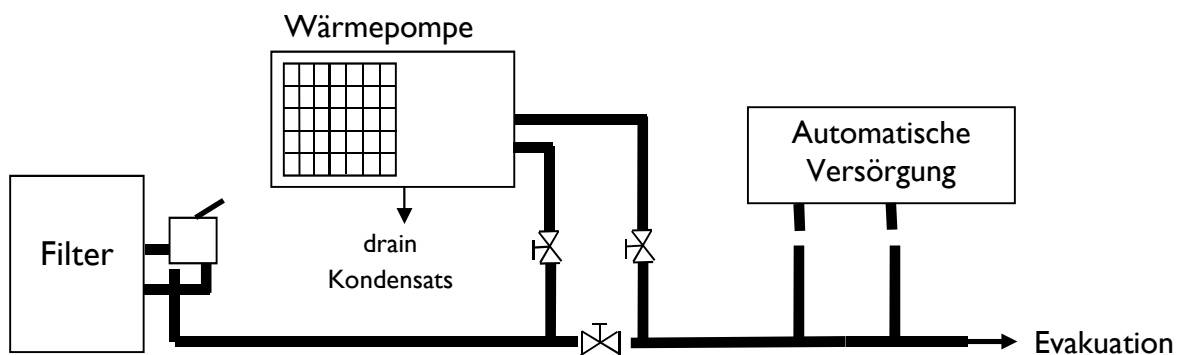 Wärmepompe
Automatische
Versörgung
Filter
drain
Kondensats
Evakuation